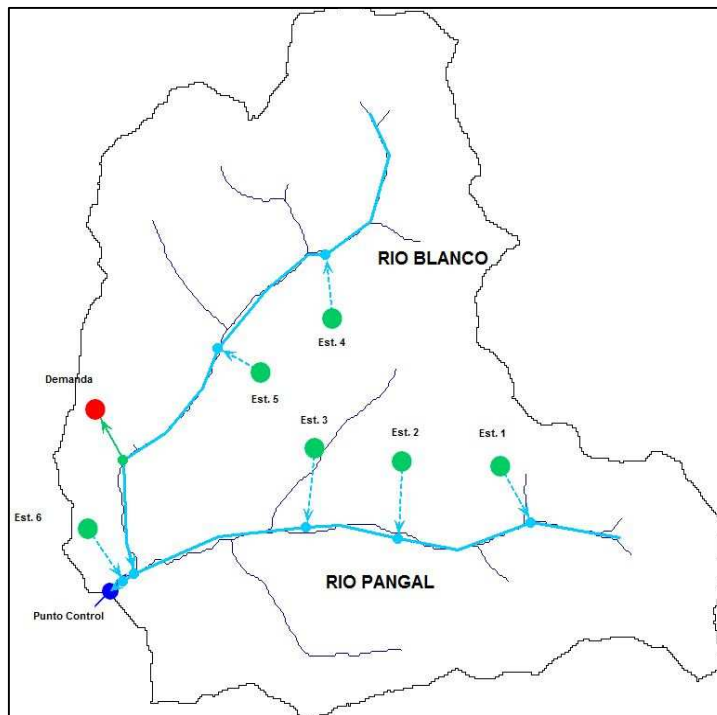 RIO BLANCO
Est. 4
Demanda
Est. 5
Est. 3
Est. 2
Est. 1
Est. 6
RIO PANGAL
Punto Control